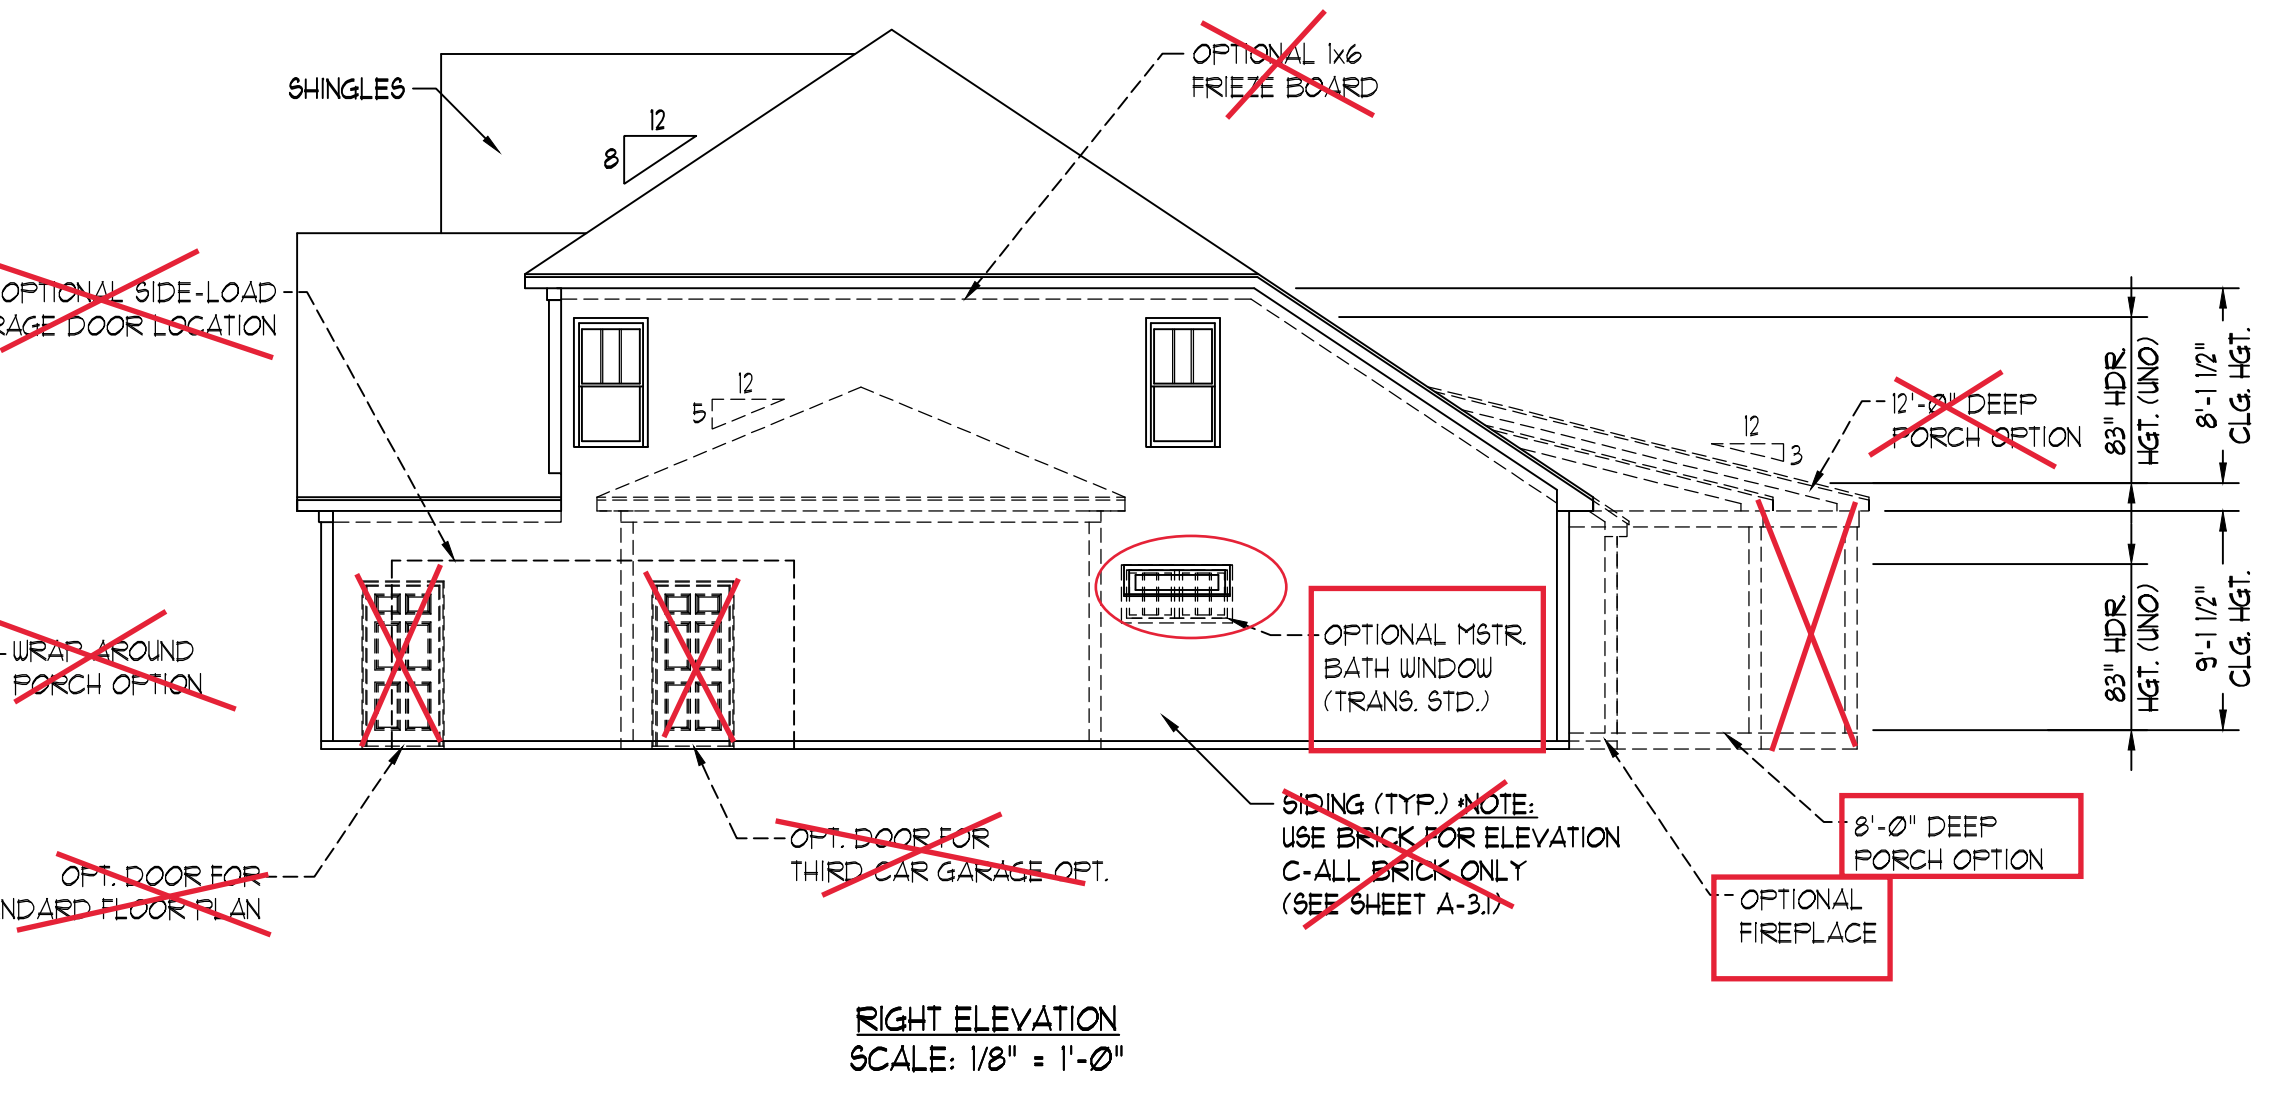 OPTIONAL 1x6
FRIEZE BOARD
SHINGLES
12
8
OPTIONAL SIDE-LOAD
RAGE DOOR LOCATION
12
5
12'-0" DEEP
PORCH OPTION
12
3
83" HDR.
HGT. (UNO)
8'-1 1/2"
CLG. HGT.
WRAP AROUND
PORCH OPTION
OPTIONAL MSTR.
BATH WINDOW
(TRANS. STD.)
83" HDR.
HGT. (UNO)
9'-1 1/2"
CLG. HGT.
OPT. DOOR FOR
NDARD FLOOR PLAN
OPT. DOOR FOR
THIRD CAR GARAGE OPT.
SIDING (TYP.) *NOTE:
USE BRICK FOR ELEVATION
C-ALL BRICK ONLY
(SEE SHEET A-3.1)
8'-0" DEEP
PORCH OPTION
OPTIONAL
FIREPLACE
RIGHT ELEVATION
SCALE: 1/8" = 1'-0"